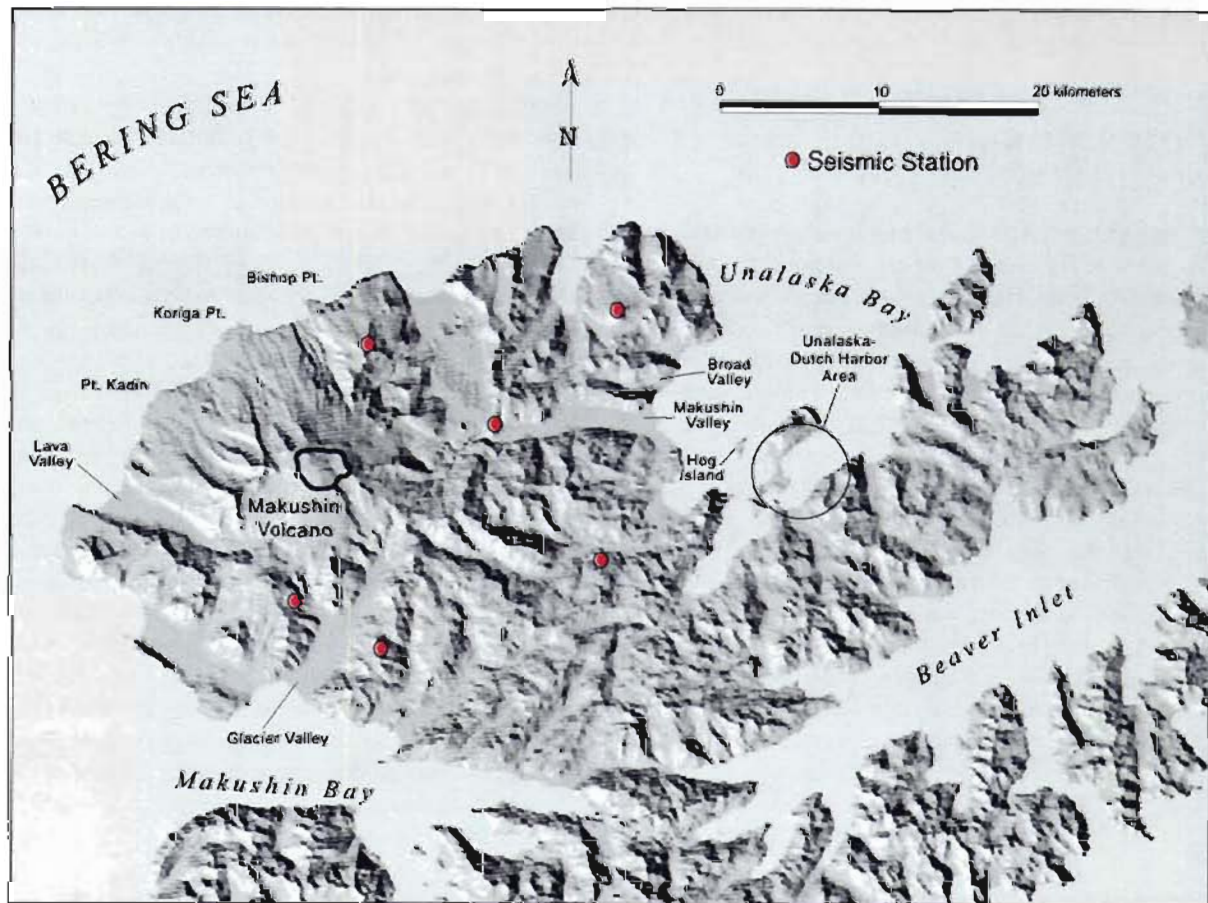 BERING SEA
N
0
10
20 kilometers
Seismic Station
Bishop Pt.
Koriga Pt.
Pt. Kadin
Lava
Valley
Makushin
Volcano
Unalaska Bay
Unalaska-
Dutch Harbor
Area
Broad
Valley
Makushin
Valley
Hog
Island
Beaver Inlet
Glacier Valley
Makushin Bay